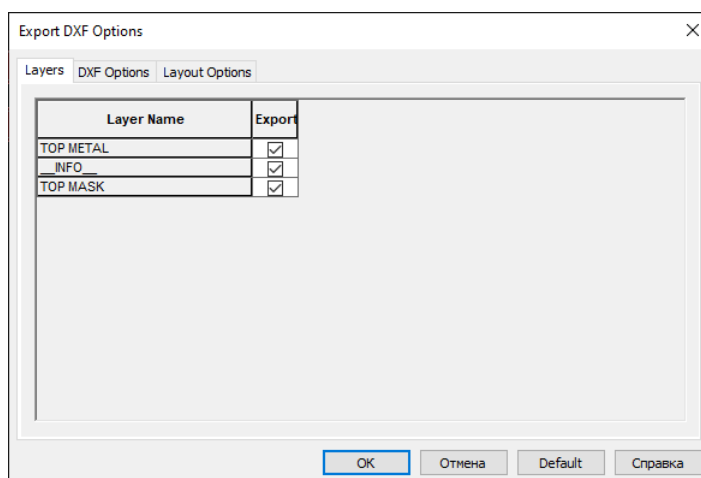 Export DXF Options
Layers DXF Options Layout Options
Layer Name Export
TOP METAL
__INFO__
TOP MASK
OK Отмена Default Справка